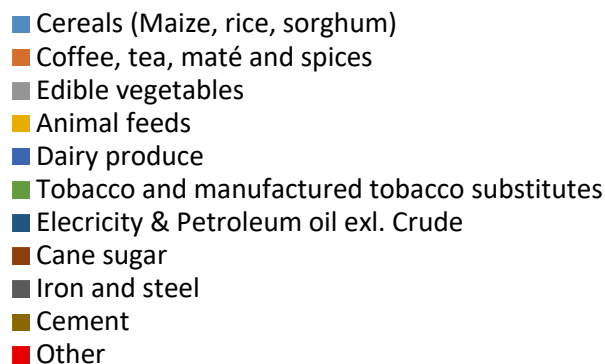 Cereals (Maize, rice, sorghum)
Coffee, tea, maté and spices
Edible vegetables
Animal feeds
Dairy produce
Tobacco and manufactured tobacco substitutes
Elecricity & Petroleum oil exl. Crude
Cane sugar
Iron and steel
Cement
Other